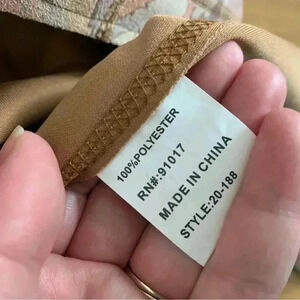 100%POLYESTER
RN#:91017
MADE IN CHINA
STYLE:20-188